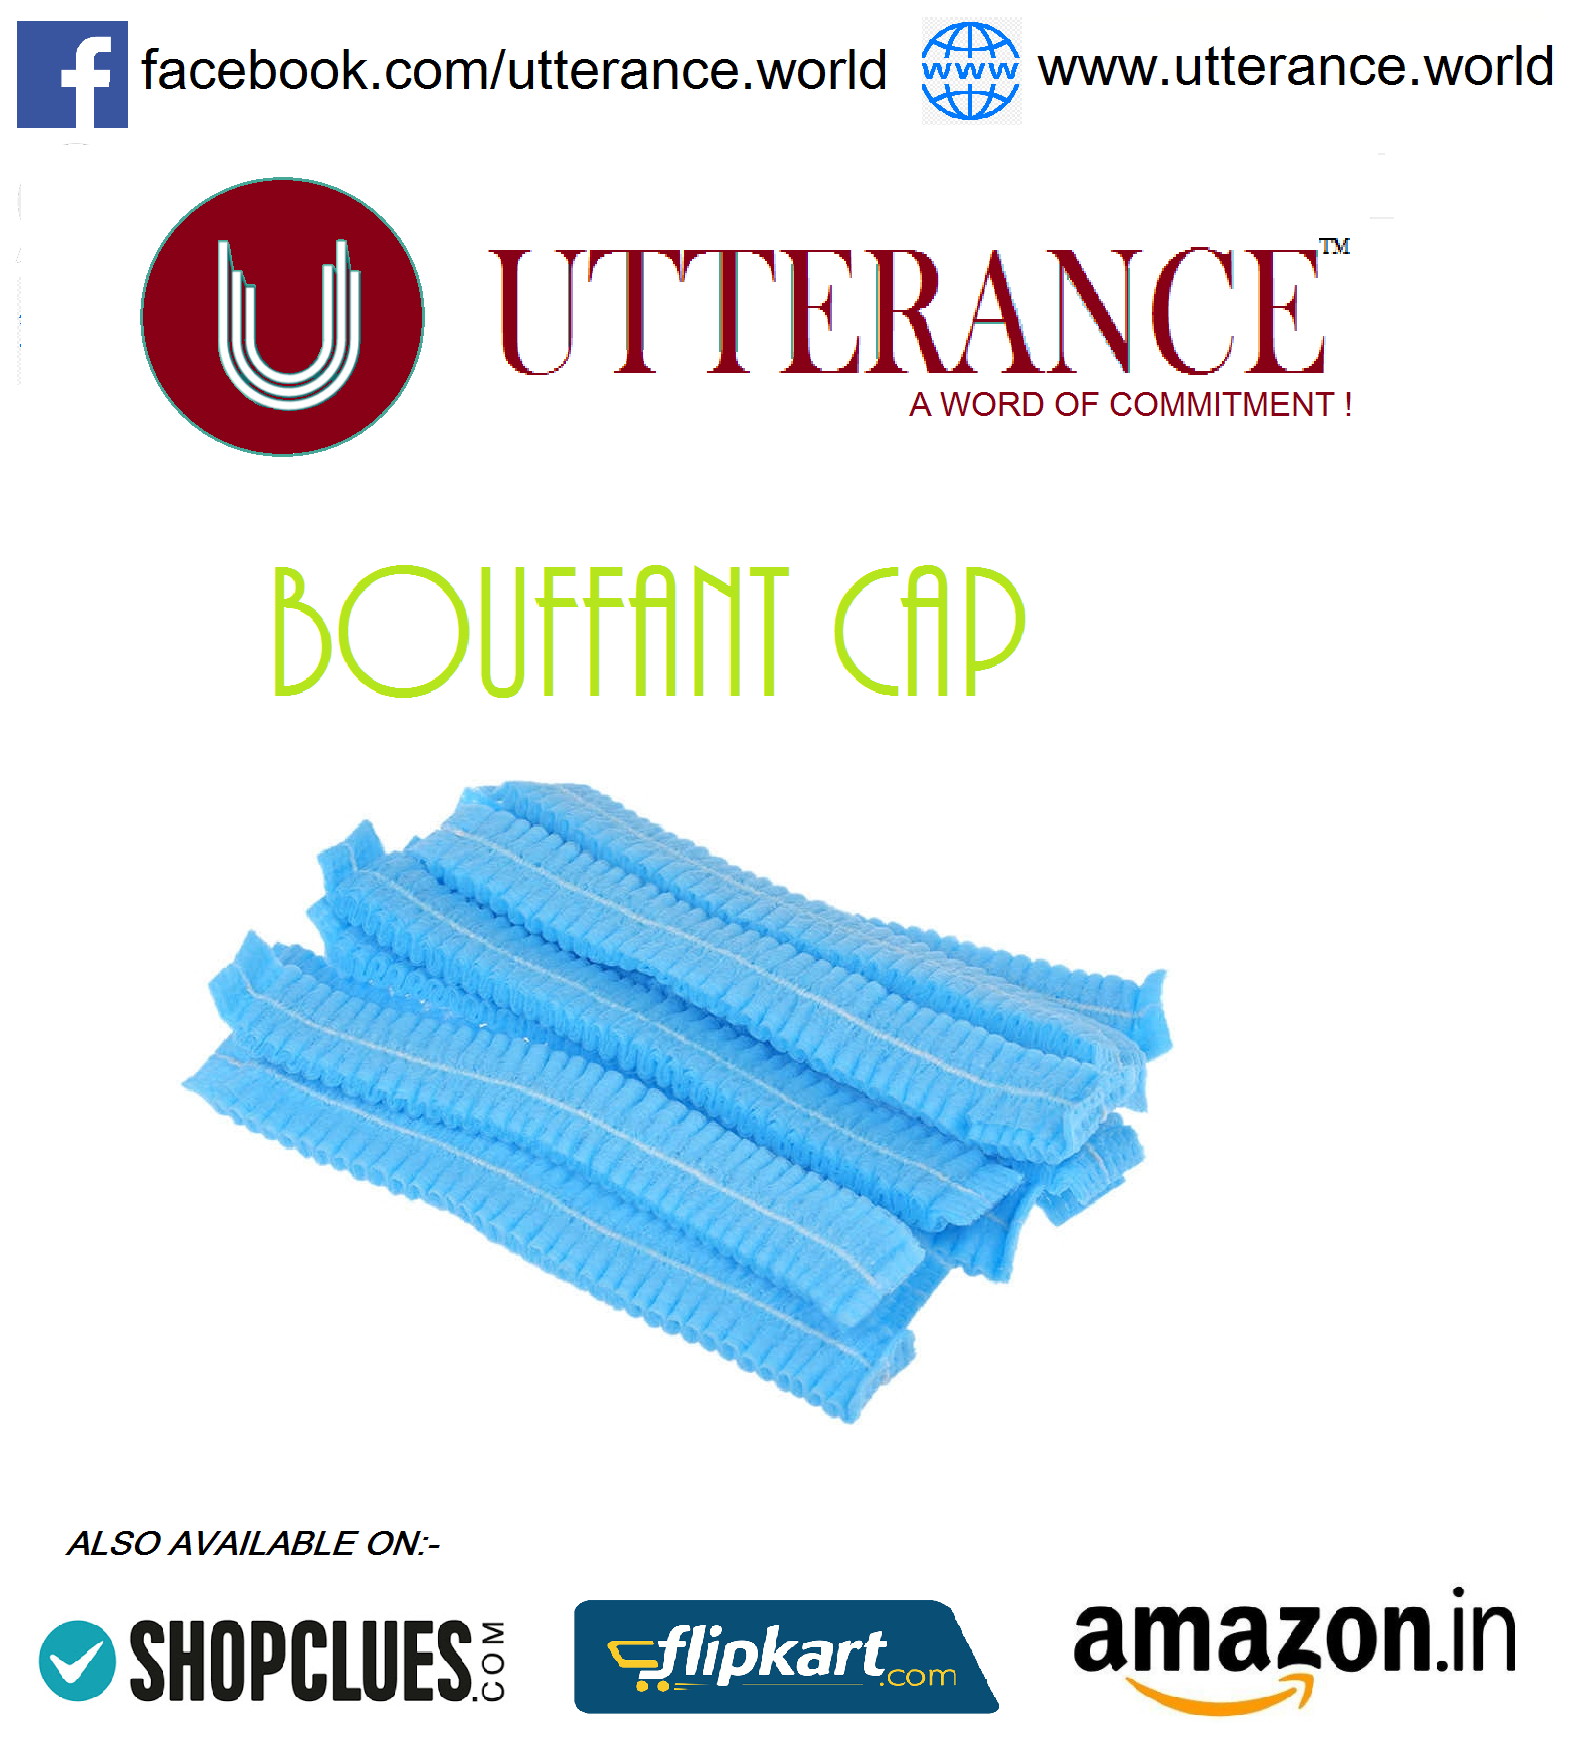 facebook.com/utterance.world
www www.utterance.world
UTTERANCE™
A WORD OF COMMITMENT !
BOUFFANT CAP
ALSO AVAILABLE ON:-
SHOPCLUES.COM
flipkart.com
amazon.in